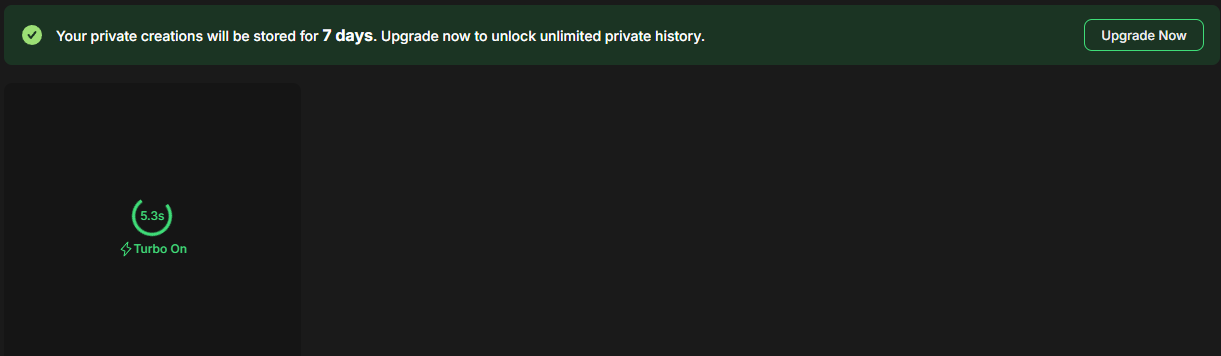 Your private creations will be stored for 7 days. Upgrade now to unlock unlimited private history.
Upgrade Now
5.3s
Turbo On